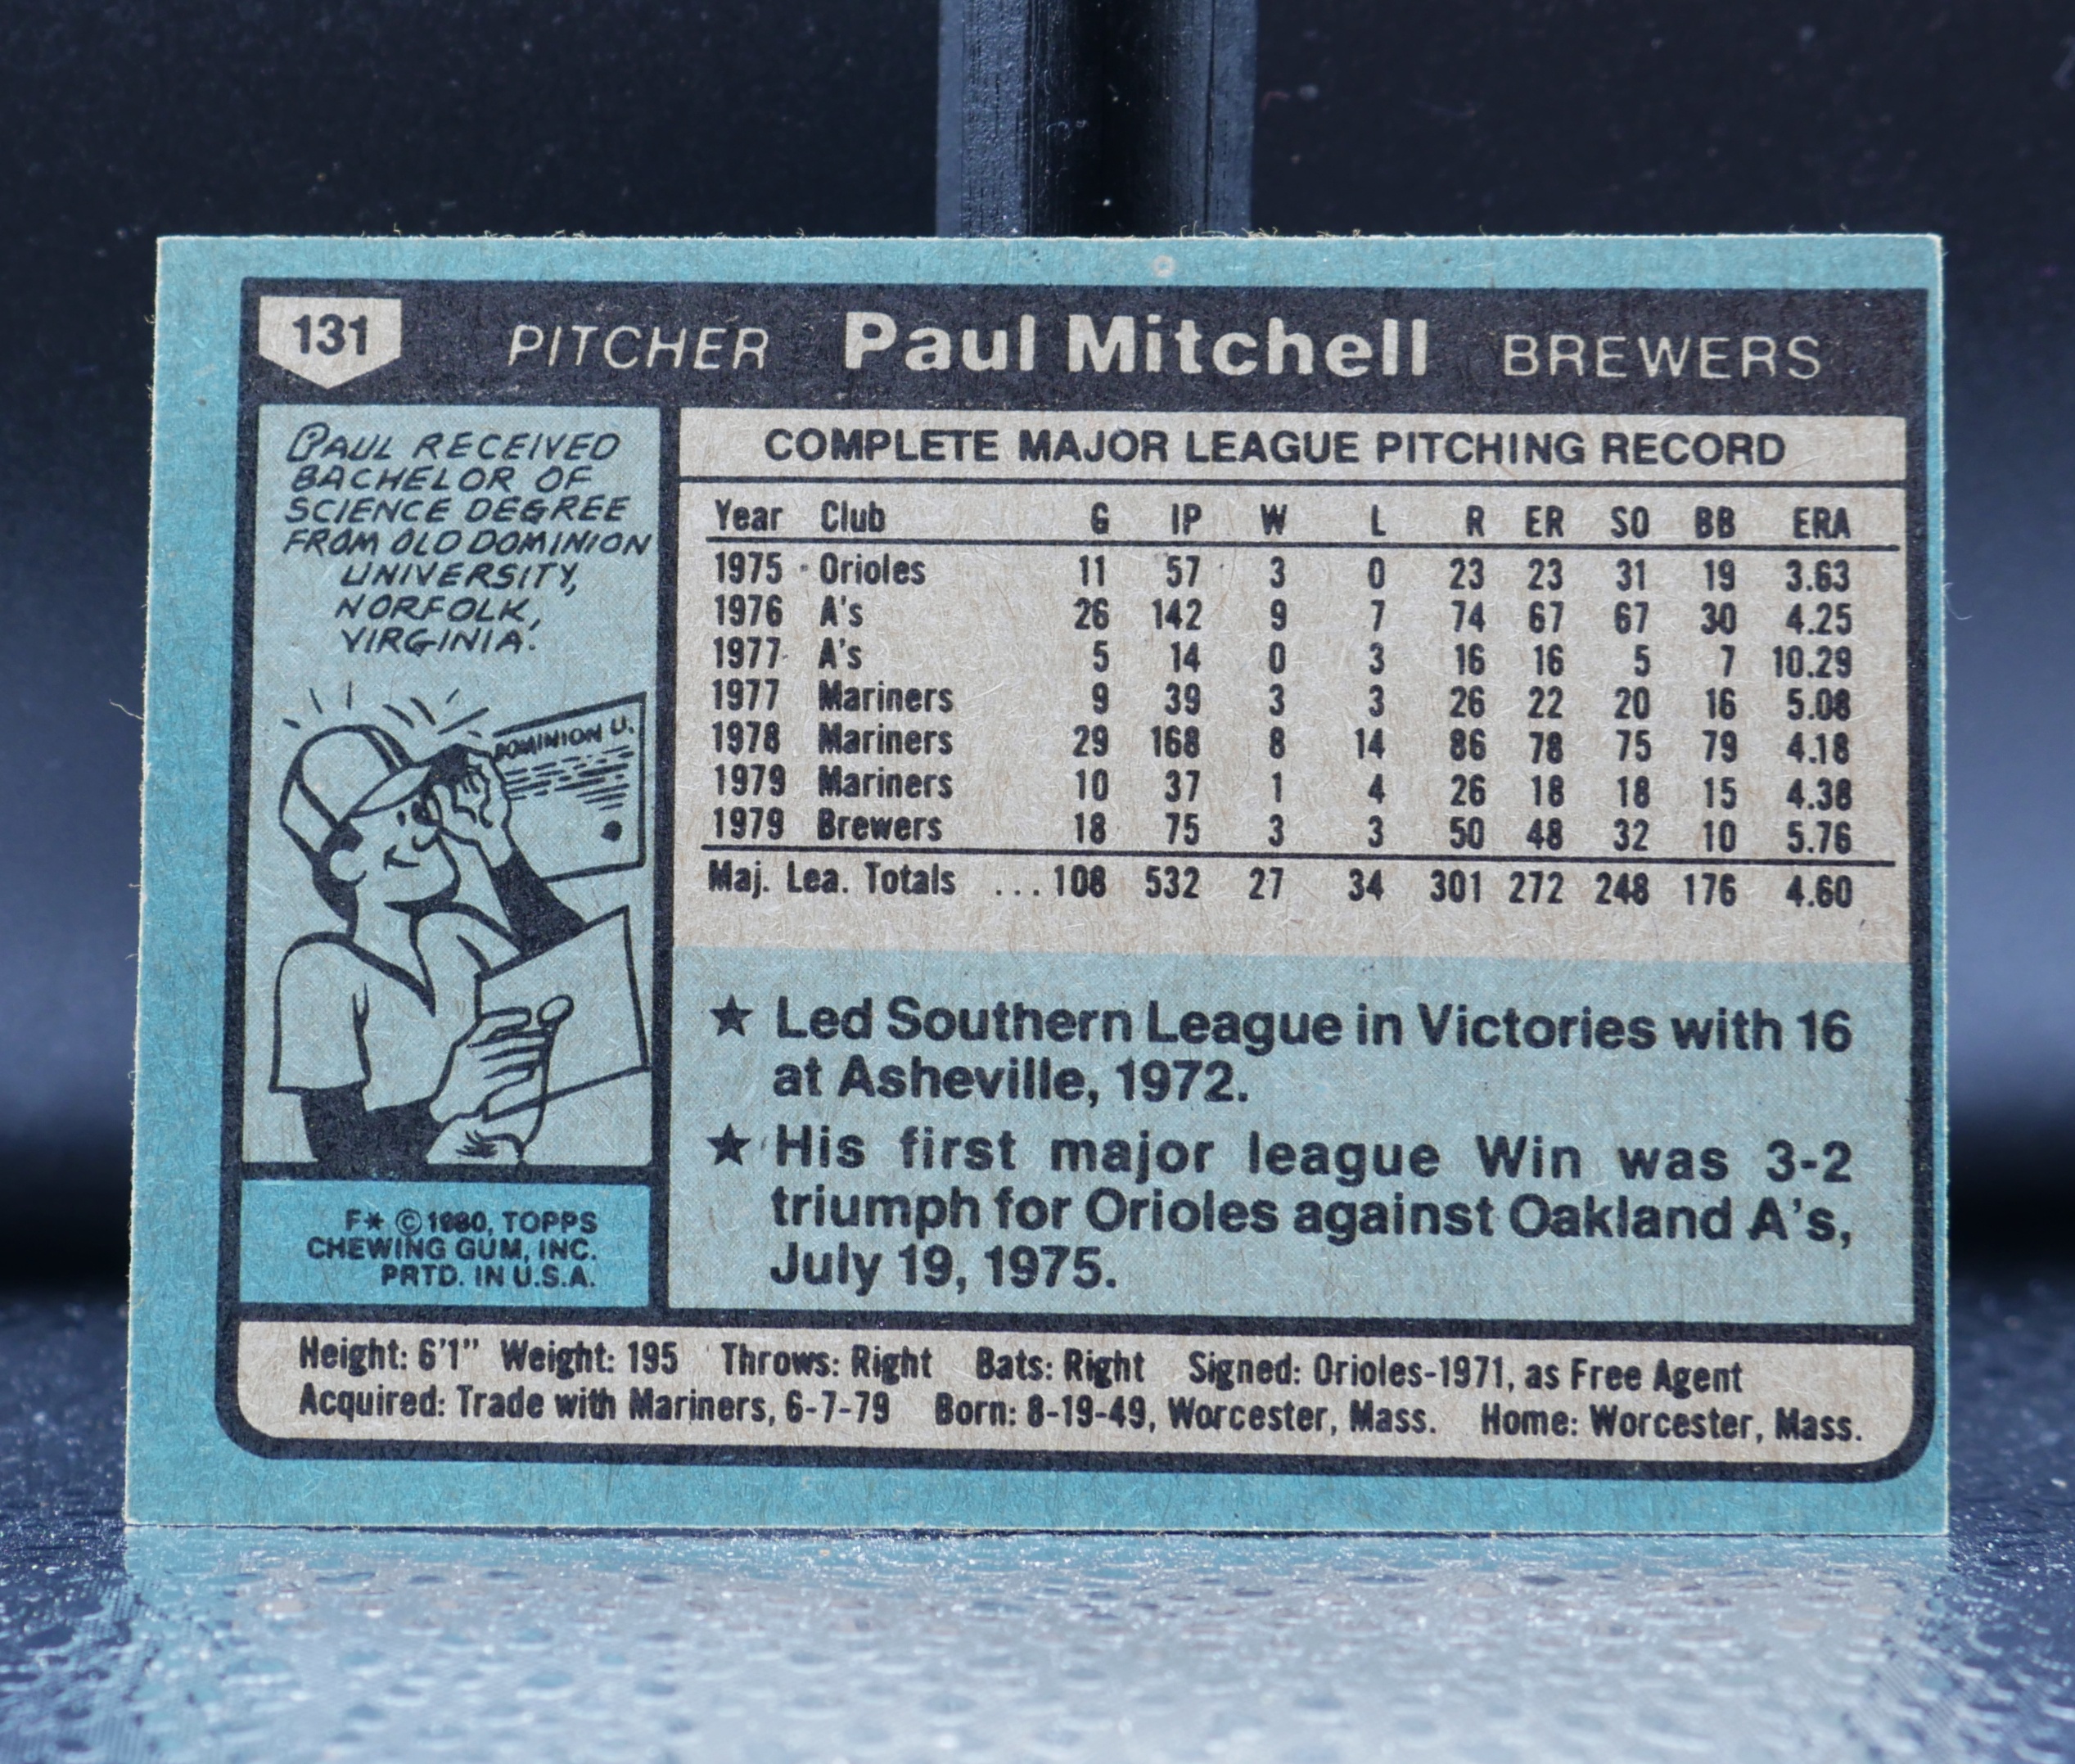 131 PITCHER Paul Mitchell BREWERS
PAUL RECEIVED
BACHELOR OF
SCIENCE DEGREE
FROM OLD DOMINION
UNIVERSITY,
NORFOLK,
VIRGINIA.
DOMINION U.
F* © 1980, TOPPS
CHEWING GUM, INC.
PRTD. IN U.S.A.
COMPLETE MAJOR LEAGUE PITCHING RECORD
Year Club G IP W L R ER SO BB ERA
1975 Orioles 11 57 3 0 23 23 31 19 3.63
1976 A's 26 142 9 7 74 67 67 30 4.25
1977 A's 5 14 0 3 16 16 5 7 10.29
1977 Mariners 9 39 3 3 26 22 20 16 5.08
1978 Mariners 29 168 8 14 86 78 75 79 4.18
1979 Mariners 10 37 1 4 26 18 18 15 4.38
1979 Brewers 18 75 3 3 50 48 32 10 5.76
Maj. Lea. Totals ... 108 532 27 34 301 272 248 176 4.60
★ Led Southern League in Victories with 16
at Asheville, 1972.
★ His first major league Win was 3-2
triumph for Orioles against Oakland A's,
July 19, 1975.
Height: 6'1" Weight: 195 Throws: Right Bats: Right Signed: Orioles-1971, as Free Agent
Acquired: Trade with Mariners, 6-7-79 Born: 8-19-49, Worcester, Mass. Home: Worcester, Mass.